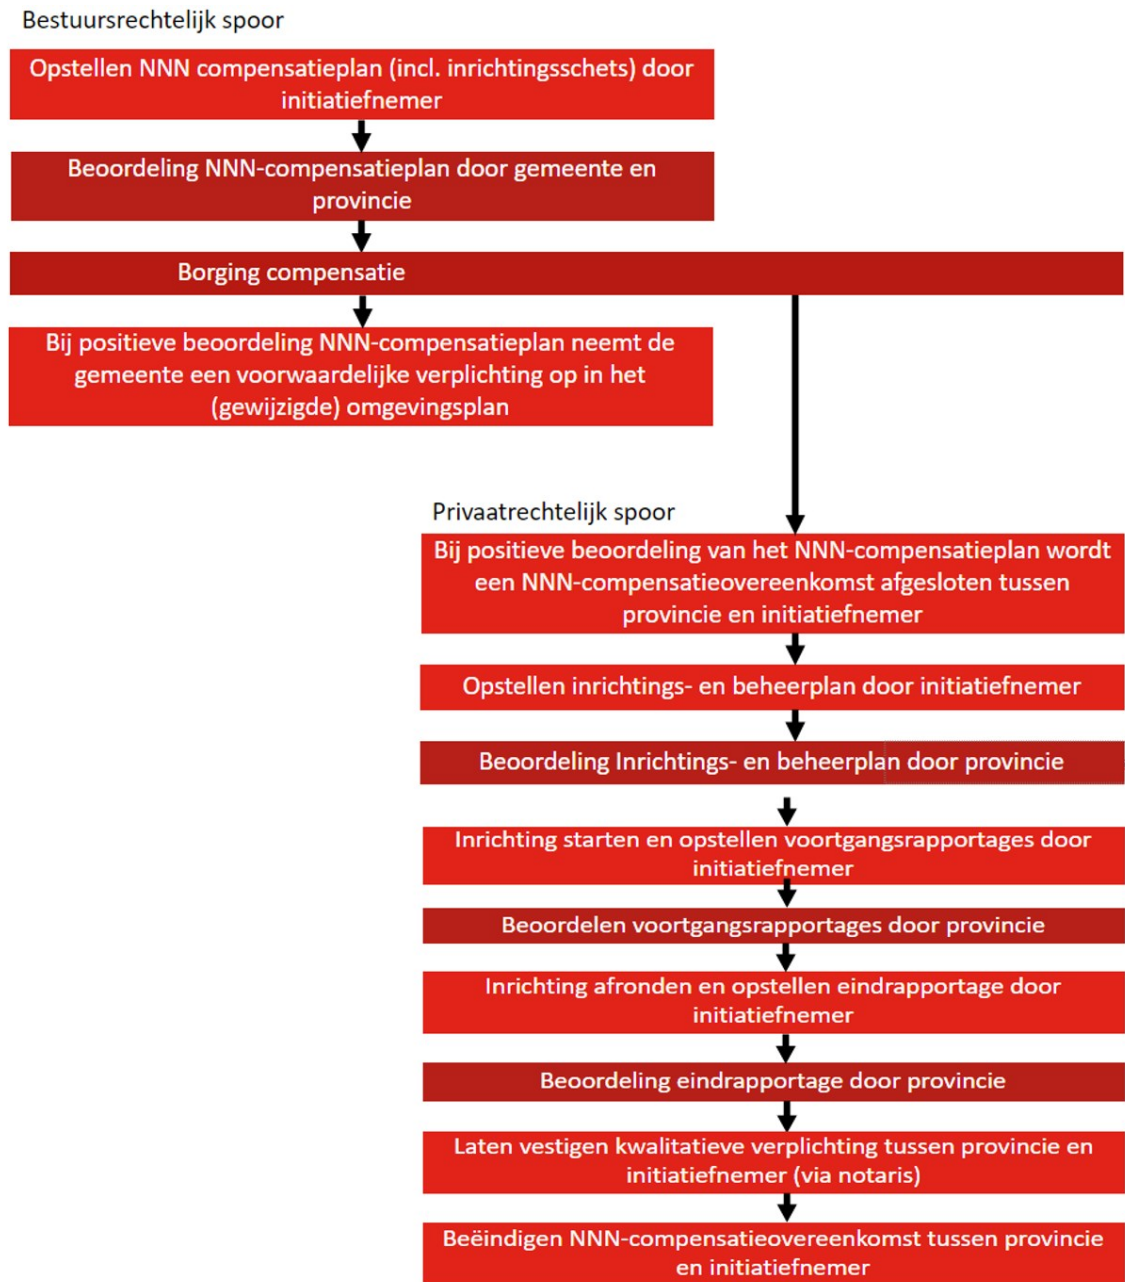 Bestuursrechtelijk spoor
Opstellen NNN compensatieplan (incl. inrichtingsschets) door
initiatiefnemer
Beoordeling NNN-compensatieplan door gemeente en
provincie
Borging compensatie
Bij positieve beoordeling NNN-compensatieplan neemt de
gemeente een voorwaardelijke verplichting op in het
(gewijzigde) omgevingsplan
Privaatrechtelijk spoor
Bij positieve beoordeling van het NNN-compensatieplan wordt
een NNN-compensatieovereenkomst afgesloten tussen
provincie en initiatiefnemer
Opstellen inrichtings- en beheerplan door initiatiefnemer
Beoordeling Inrichtings- en beheerplan door provincie
Inrichting starten en opstellen voortgangsrapportages door
initiatiefnemer
Beoordelen voortgangsrapportages door provincie
Inrichting afronden en opstellen eindrapportage door
initiatiefnemer
Beoordeling eindrapportage door provincie
Laten vestigen kwalitatieve verplichting tussen provincie en
initiatiefnemer (via notaris)
Beëindigen NNN-compensatieovereenkomst tussen provincie
en initiatiefnemer